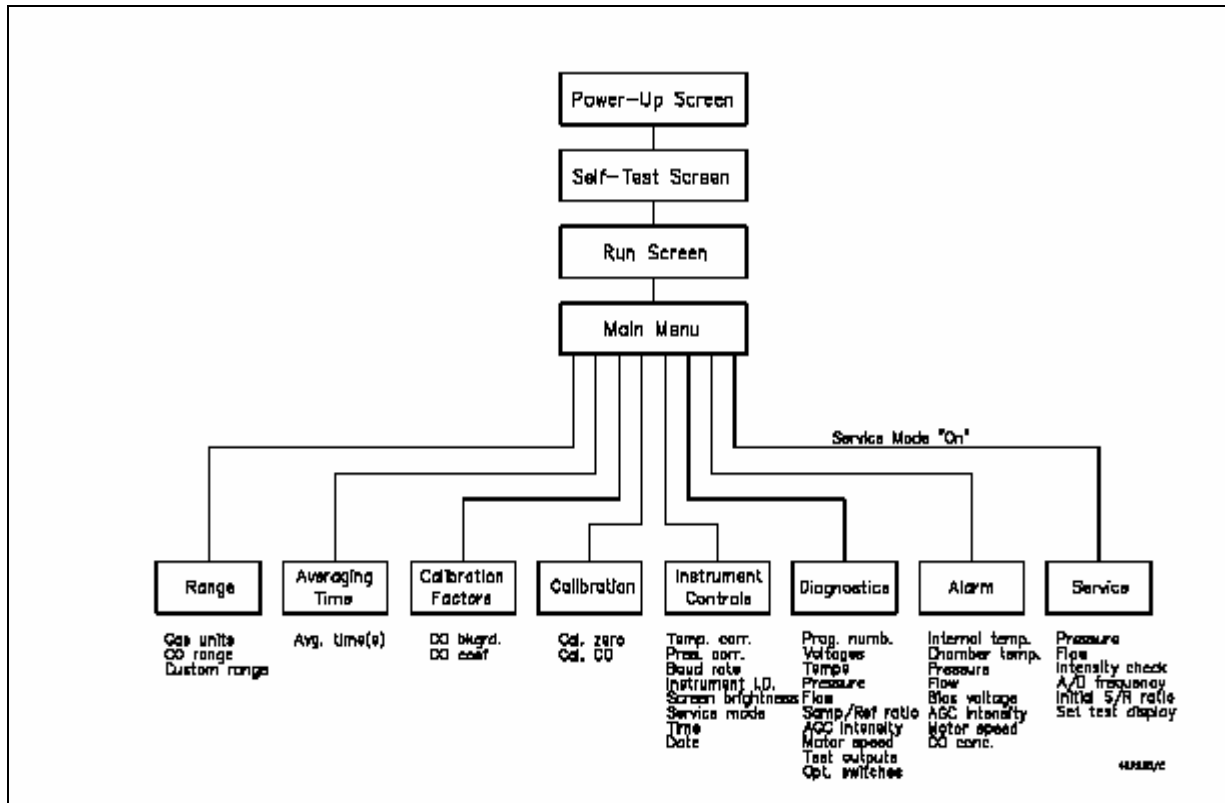 Power-Up Screen
Self-Test Screen
Run Screen
Main Menu
Service Mode "On"
Range
Gas units
CO range
Custom range
Averaging
Time
Avg. time(s)
Calibration
Factors
CO bkgrd.
CO coef
Calibration
Cal. zero
Cal. CO
Instrument
Controls
Temp. corr.
Pres. corr.
Baud rate
Instrument I.D.
Screen brightness
Service mode
Time
Date
Diagnostics
Prog. numb.
Voltages
Temps
Pressure
Flow
Samp/Ref ratio
AGC intensity
Motor speed
Test outputs
Opt. switches
Alarm
Internal temp.
Chamber temp.
Pressure
Flow
Bias voltage
AGC intensity
Motor speed
CO conc.
Service
Pressure
Flow
Intensity check
A/D frequency
Initial S/R ratio
Set test display